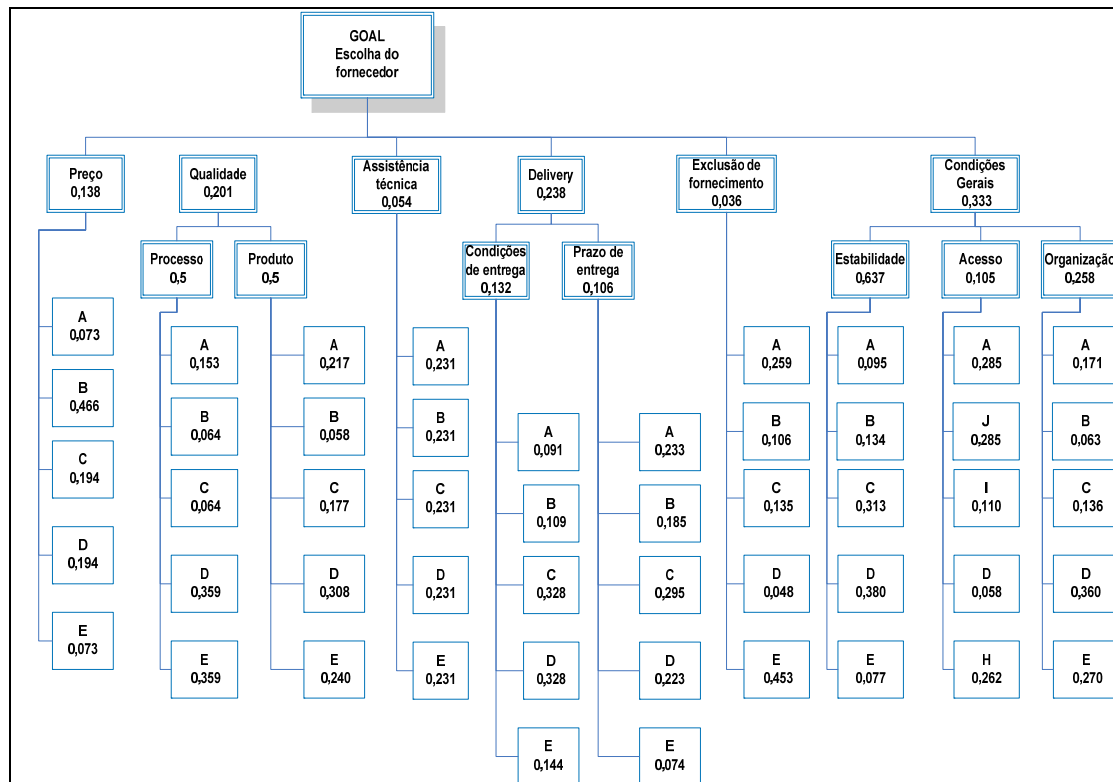 GOAL
Escolha do
fornecedor
Preço
0,138
Qualidade
0,201
Assistência
técnica
0,054
Delivery
0,238
Exclusão de
fornecimento
0,036
Condições
Gerais
0,333
Processo
0,5
Produto
0,5
Condições
de entrega
0,132
Prazo de
entrega
0,106
Estabilidade
0,637
Acesso
0,105
Organização
0,258
A
0,073
B
0,466
C
0,194
D
0,194
E
0,073
A
0,153
B
0,064
C
0,064
D
0,359
E
0,359
A
0,217
B
0,058
C
0,177
D
0,308
E
0,240
A
0,231
B
0,231
C
0,231
D
0,231
E
0,231
A
0,091
B
0,109
C
0,328
D
0,328
E
0,144
A
0,233
B
0,185
C
0,295
D
0,223
E
0,074
A
0,259
B
0,106
C
0,135
D
0,048
E
0,453
A
0,095
B
0,134
C
0,313
D
0,380
E
0,077
A
0,285
J
0,285
I
0,110
D
0,058
H
0,262
A
0,171
B
0,063
C
0,136
D
0,360
E
0,270